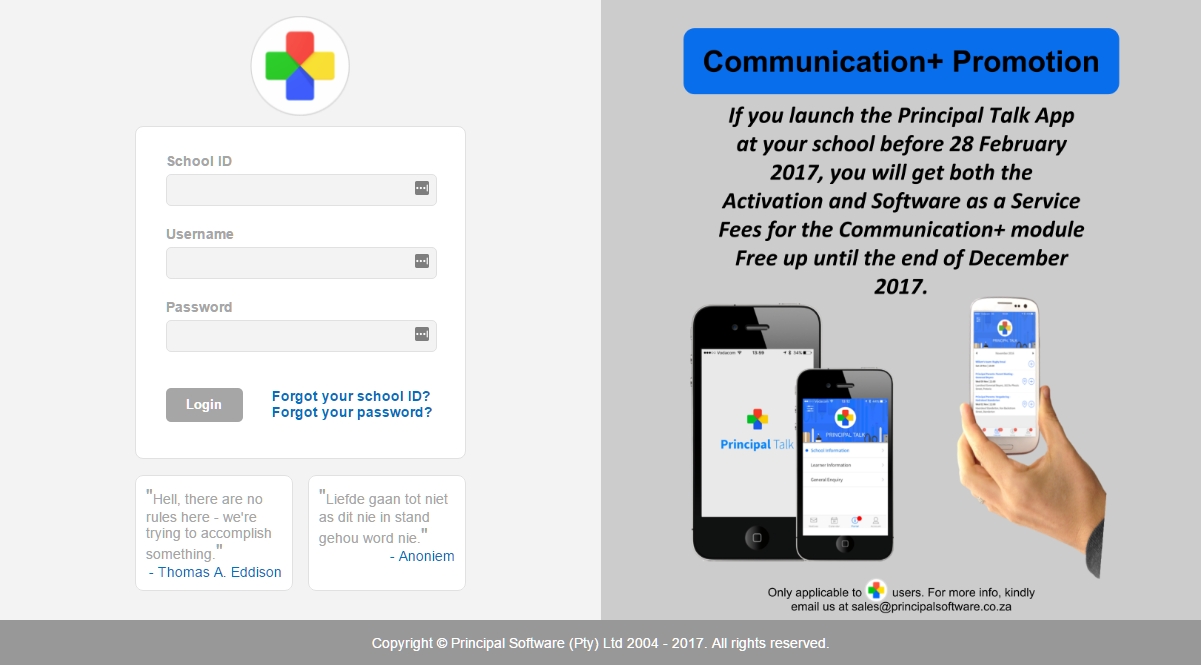 School ID
Username
Password
Login
Forgot your school ID?
Forgot your password?
"Hell, there are no
rules here - we're
trying to accomplish
something."
- Thomas A. Eddison
"Liefde gaan tot niet
as dit nie in stand
gehou word nie."
- Anoniem
Communication+ Promotion
If you launch the Principal Talk App
at your school before 28 February
2017, you will get both the
Activation and Software as a Service
Fees for the Communication+ module
Free up until the end of December
2017.
Principal Talk
PRINCIPAL TALK
School Information
Learner Information
General Enquiry
PRINCIPAL TALK
Only applicable to users. For more info, kindly
email us at sales@principalsoftware.co.za
Copyright © Principal Software (Pty) Ltd 2004 - 2017. All rights reserved.